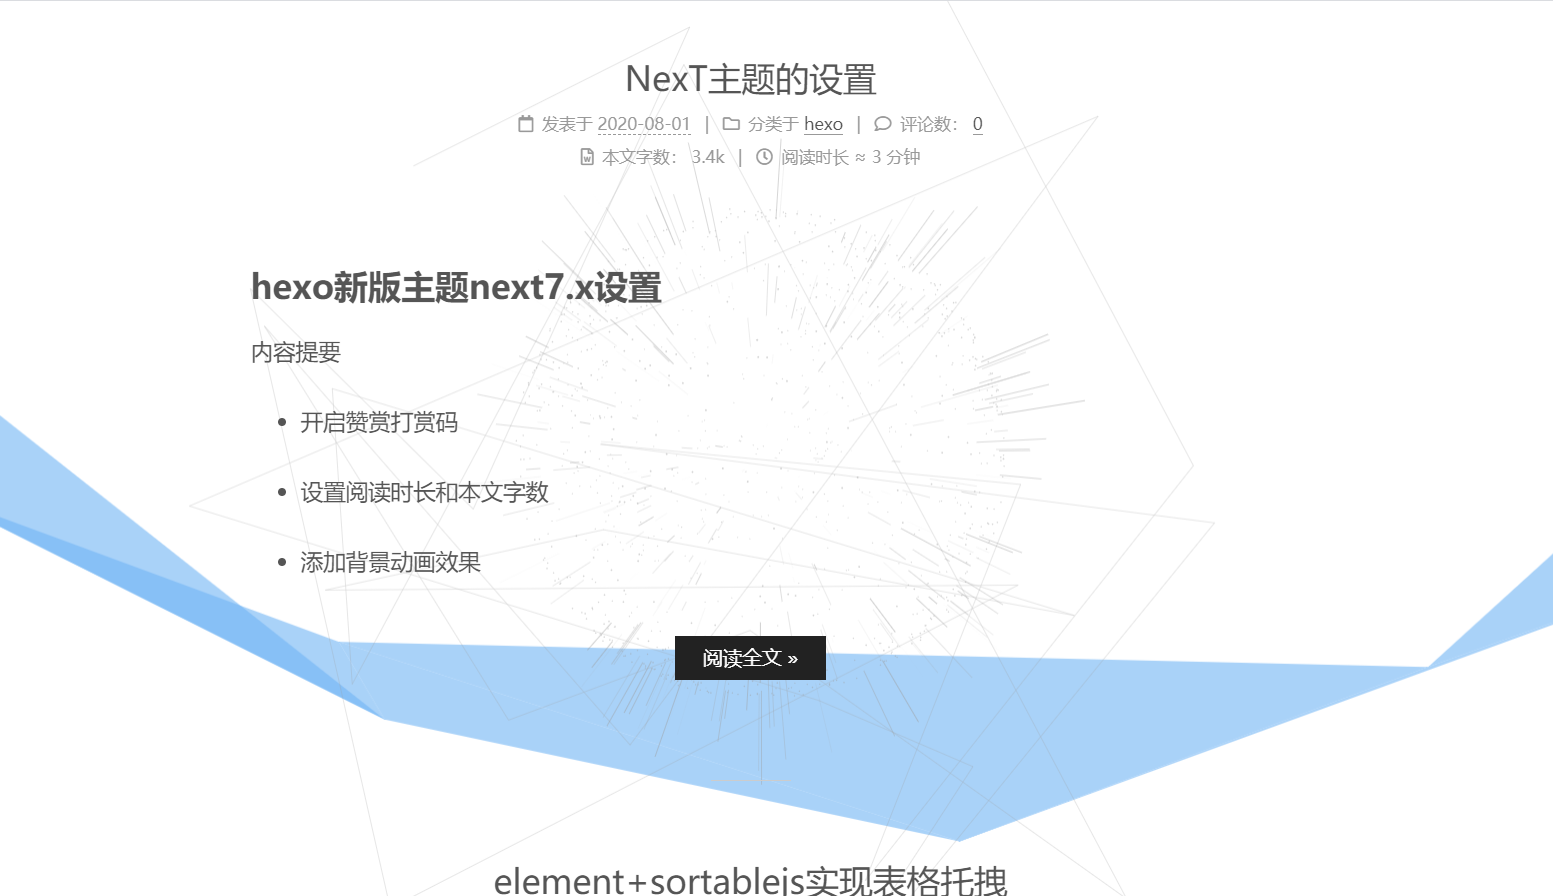 NexT主题的设置
发表于 2020-08-01 | 分类于 hexo | 评论数： 0
本文字数： 3.4k | 阅读时长 ≈ 3 分钟
hexo新版主题next7.x设置
内容提要
• 开启赞赏打赏码
• 设置阅读时长和本文字数
• 添加背景动画效果
阅读全文 »
element+sortablejs实现表格托拽